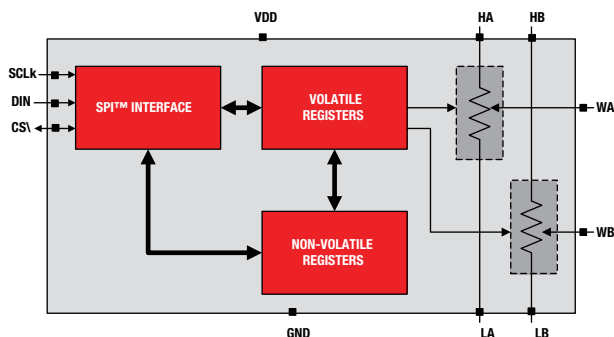 VDD
HA
HB
SCLk
DIN
CS\
SPI™ INTERFACE
VOLATILE
REGISTERS
WA
NON-VOLATILE
REGISTERS
WB
GND
LA
LB